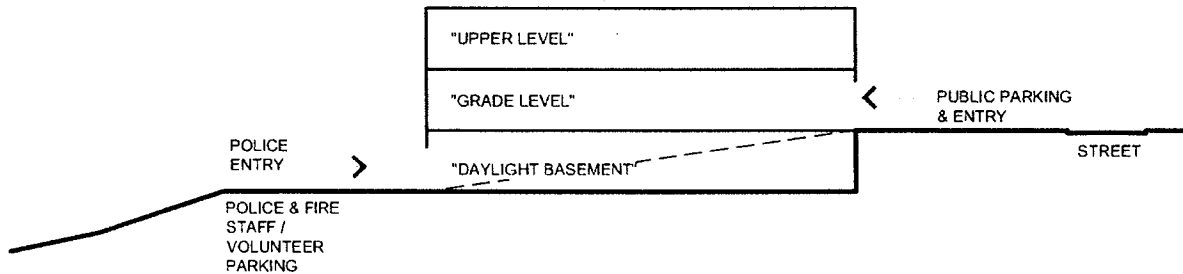 "UPPER LEVEL"
"GRADE LEVEL"
PUBLIC PARKING
& ENTRY
POLICE
ENTRY
"DAYLIGHT BASEMENT"
STREET
POLICE & FIRE
STAFF /
VOLUNTEER
PARKING